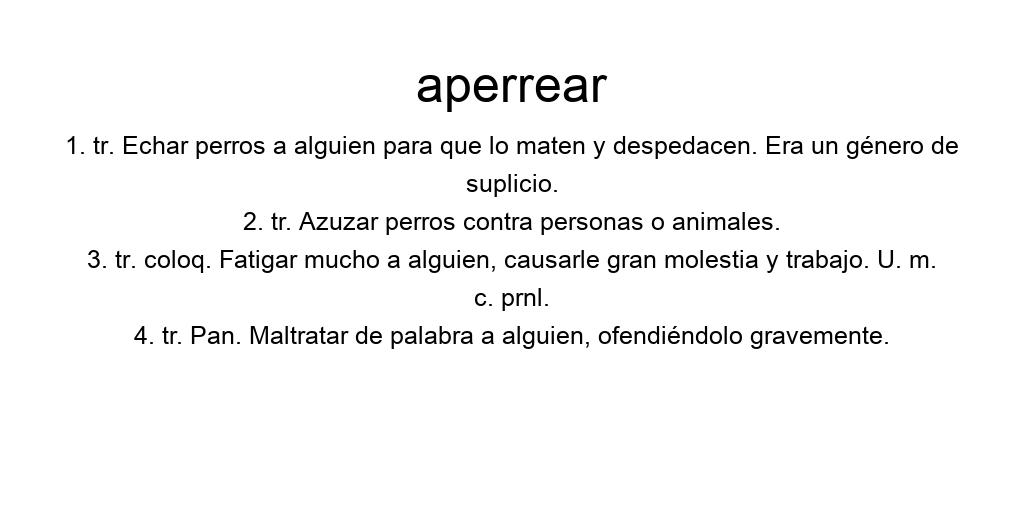 aperrear
1. tr. Echar perros a alguien para que lo maten y despedacen. Era un género de
suplicio.
2. tr. Azuzar perros contra personas o animales.
3. tr. coloq. Fatigar mucho a alguien, causarle gran molestia y trabajo. U. m.
c. prnl.
4. tr. Pan. Maltratar de palabra a alguien, ofendiéndolo gravemente.